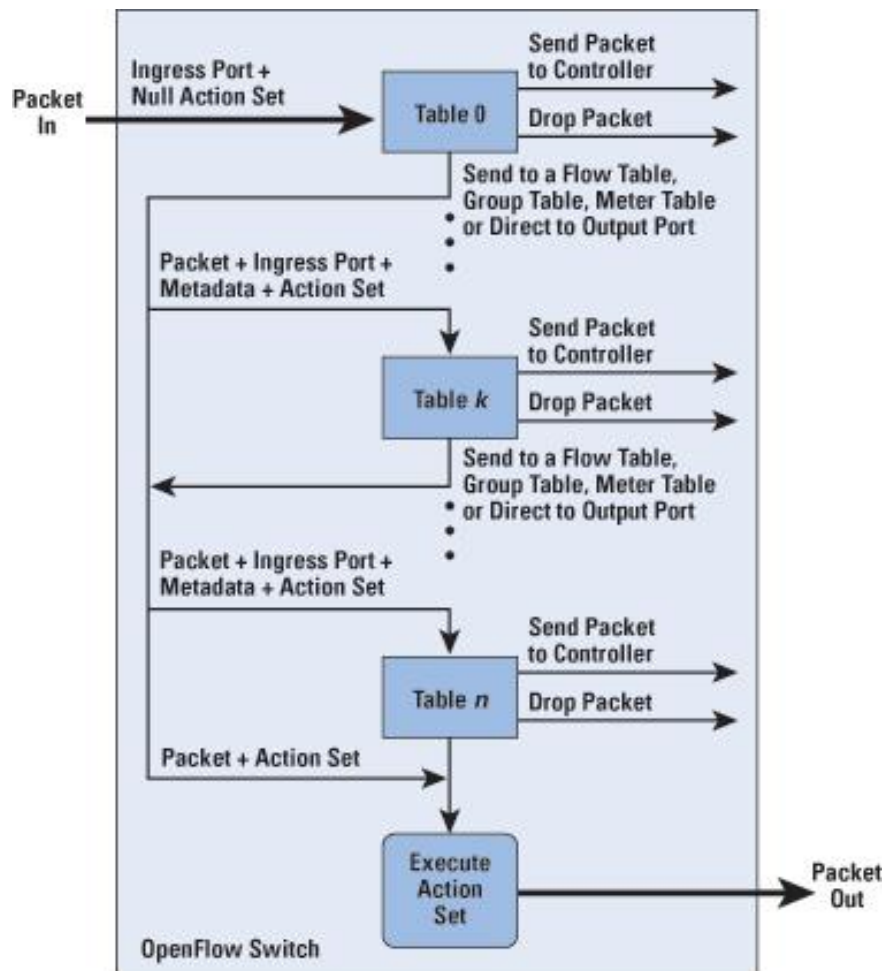 Packet
In
Ingress Port +
Null Action Set
Table 0
Send Packet
to Controller
Drop Packet
Send to a Flow Table,
Group Table, Meter Table
or Direct to Output Port
Packet + Ingress Port +
Metadata + Action Set
Table k
Send Packet
to Controller
Drop Packet
Send to a Flow Table,
Group Table, Meter Table
or Direct to Output Port
Packet + Ingress Port +
Metadata + Action Set
Table n
Send Packet
to Controller
Drop Packet
Packet + Action Set
Execute
Action
Set
Packet
Out
OpenFlow Switch